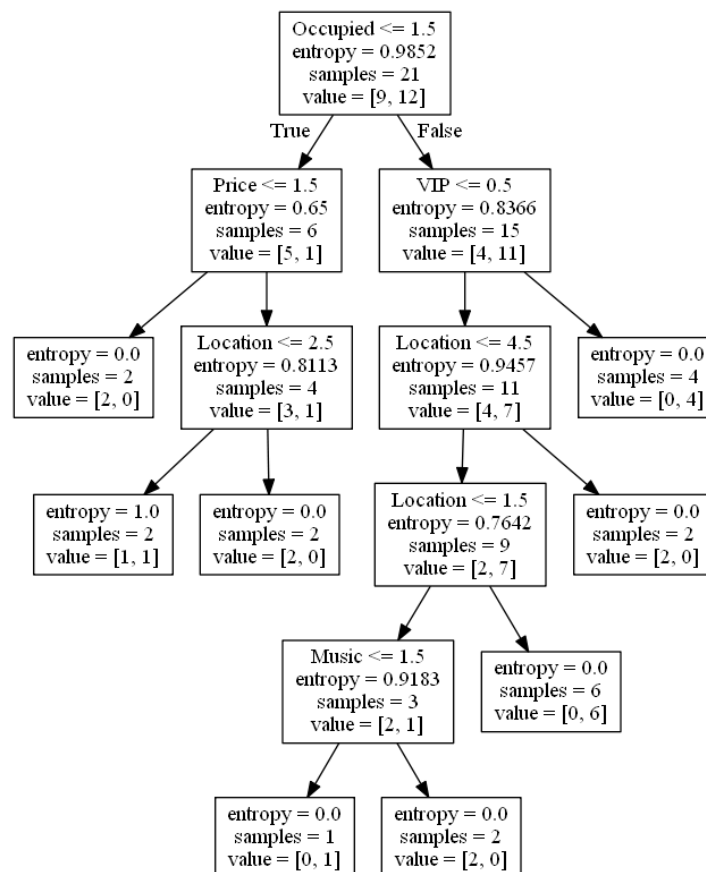 Occupied <= 1.5
entropy = 0.9852
samples = 21
value = [9, 12]
True
False
Price <= 1.5
entropy = 0.65
samples = 6
value = [5, 1]
VIP <= 0.5
entropy = 0.8366
samples = 15
value = [4, 11]
entropy = 0.0
samples = 2
value = [2, 0]
Location <= 2.5
entropy = 0.8113
samples = 4
value = [3, 1]
Location <= 4.5
entropy = 0.9457
samples = 11
value = [4, 7]
entropy = 0.0
samples = 4
value = [0, 4]
entropy = 1.0
samples = 2
value = [1, 1]
entropy = 0.0
samples = 2
value = [2, 0]
Location <= 1.5
entropy = 0.7642
samples = 9
value = [2, 7]
entropy = 0.0
samples = 2
value = [2, 0]
Music <= 1.5
entropy = 0.9183
samples = 3
value = [2, 1]
entropy = 0.0
samples = 6
value = [0, 6]
entropy = 0.0
samples = 1
value = [0, 1]
entropy = 0.0
samples = 2
value = [2, 0]